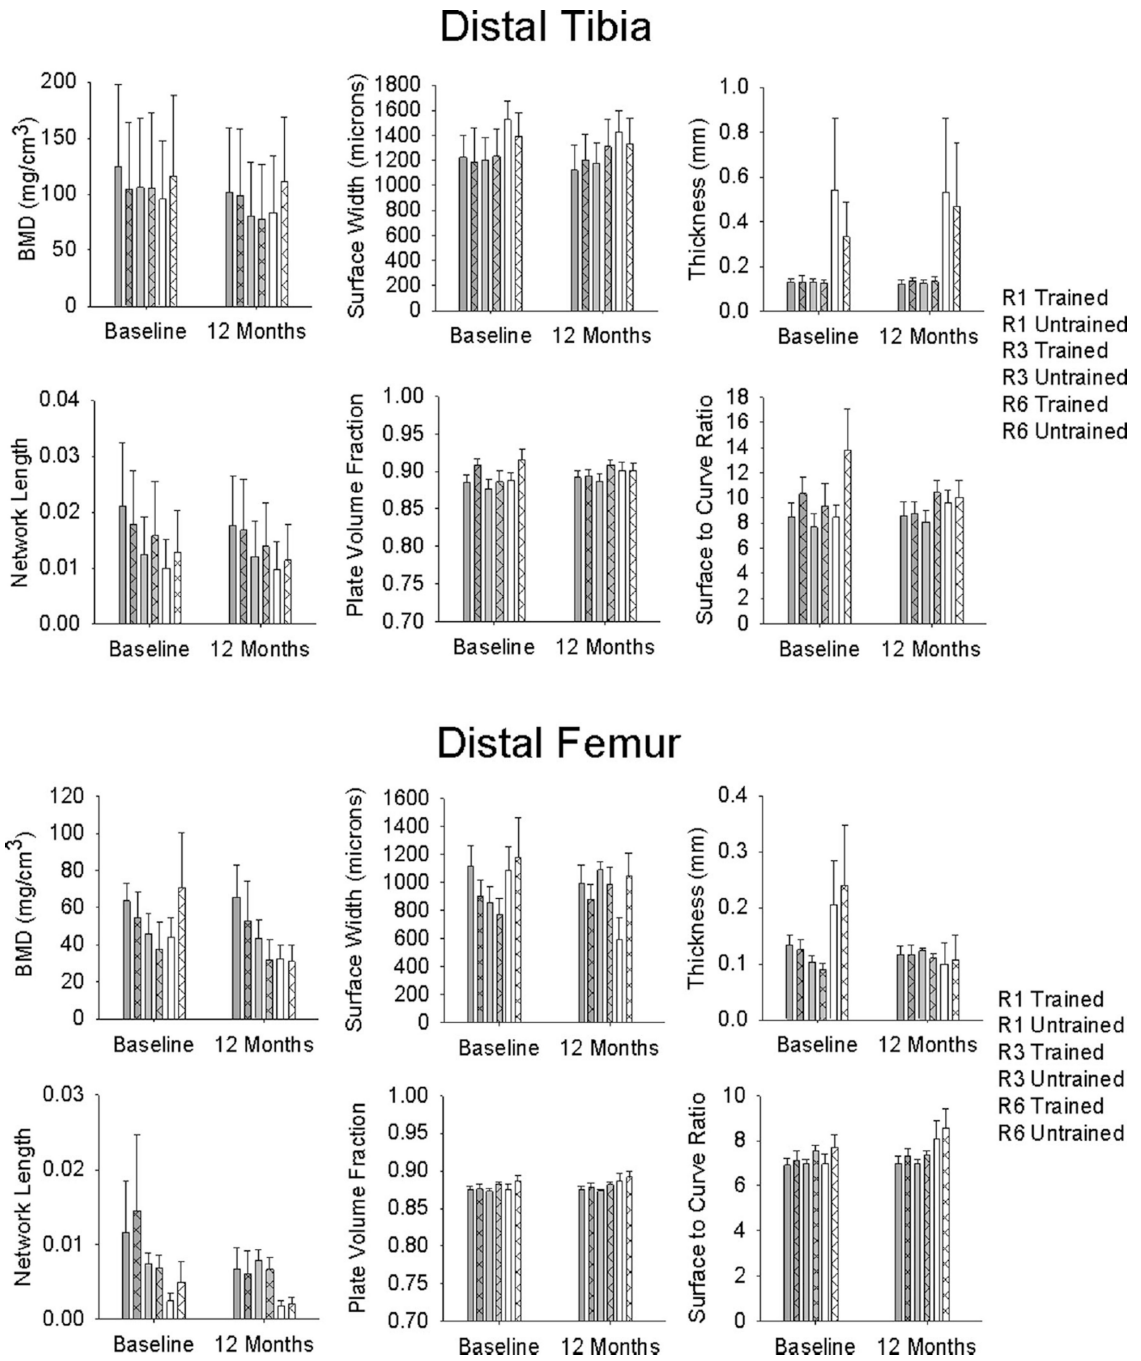 Distal Tibia
BMD (mg/cm³)
200
150
100
50
0
Baseline 12 Months
Surface Width (microns)
1800
1600
1400
1200
1000
800
600
400
200
0
Baseline 12 Months
Thickness (mm)
1.0
0.8
0.6
0.4
0.2
0.0
Baseline 12 Months
R1 Trained
R1 Untrained
R3 Trained
R3 Untrained
R6 Trained
R6 Untrained
Network Length
0.04
0.03
0.02
0.01
0.00
Baseline 12 Months
Plate Volume Fraction
1.00
0.95
0.90
0.85
0.80
0.75
0.70
Baseline 12 Months
Surface to Curve Ratio
18
16
14
12
10
8
6
4
2
0
Baseline 12 Months
Distal Femur
BMD (mg/cm³)
120
100
80
60
40
20
0
Baseline 12 Months
Surface Width (microns)
1600
1400
1200
1000
800
600
400
200
0
Baseline 12 Months
Thickness (mm)
0.4
0.3
0.2
0.1
0.0
Baseline 12 Months
R1 Trained
R1 Untrained
R3 Trained
R3 Untrained
R6 Trained
R6 Untrained
Network Length
0.03
0.02
0.01
0.00
Baseline 12 Months
Plate Volume Fraction
1.00
0.95
0.90
0.85
0.80
0.75
0.70
Baseline 12 Months
Surface to Curve Ratio
10
8
6
4
2
0
Baseline 12 Months